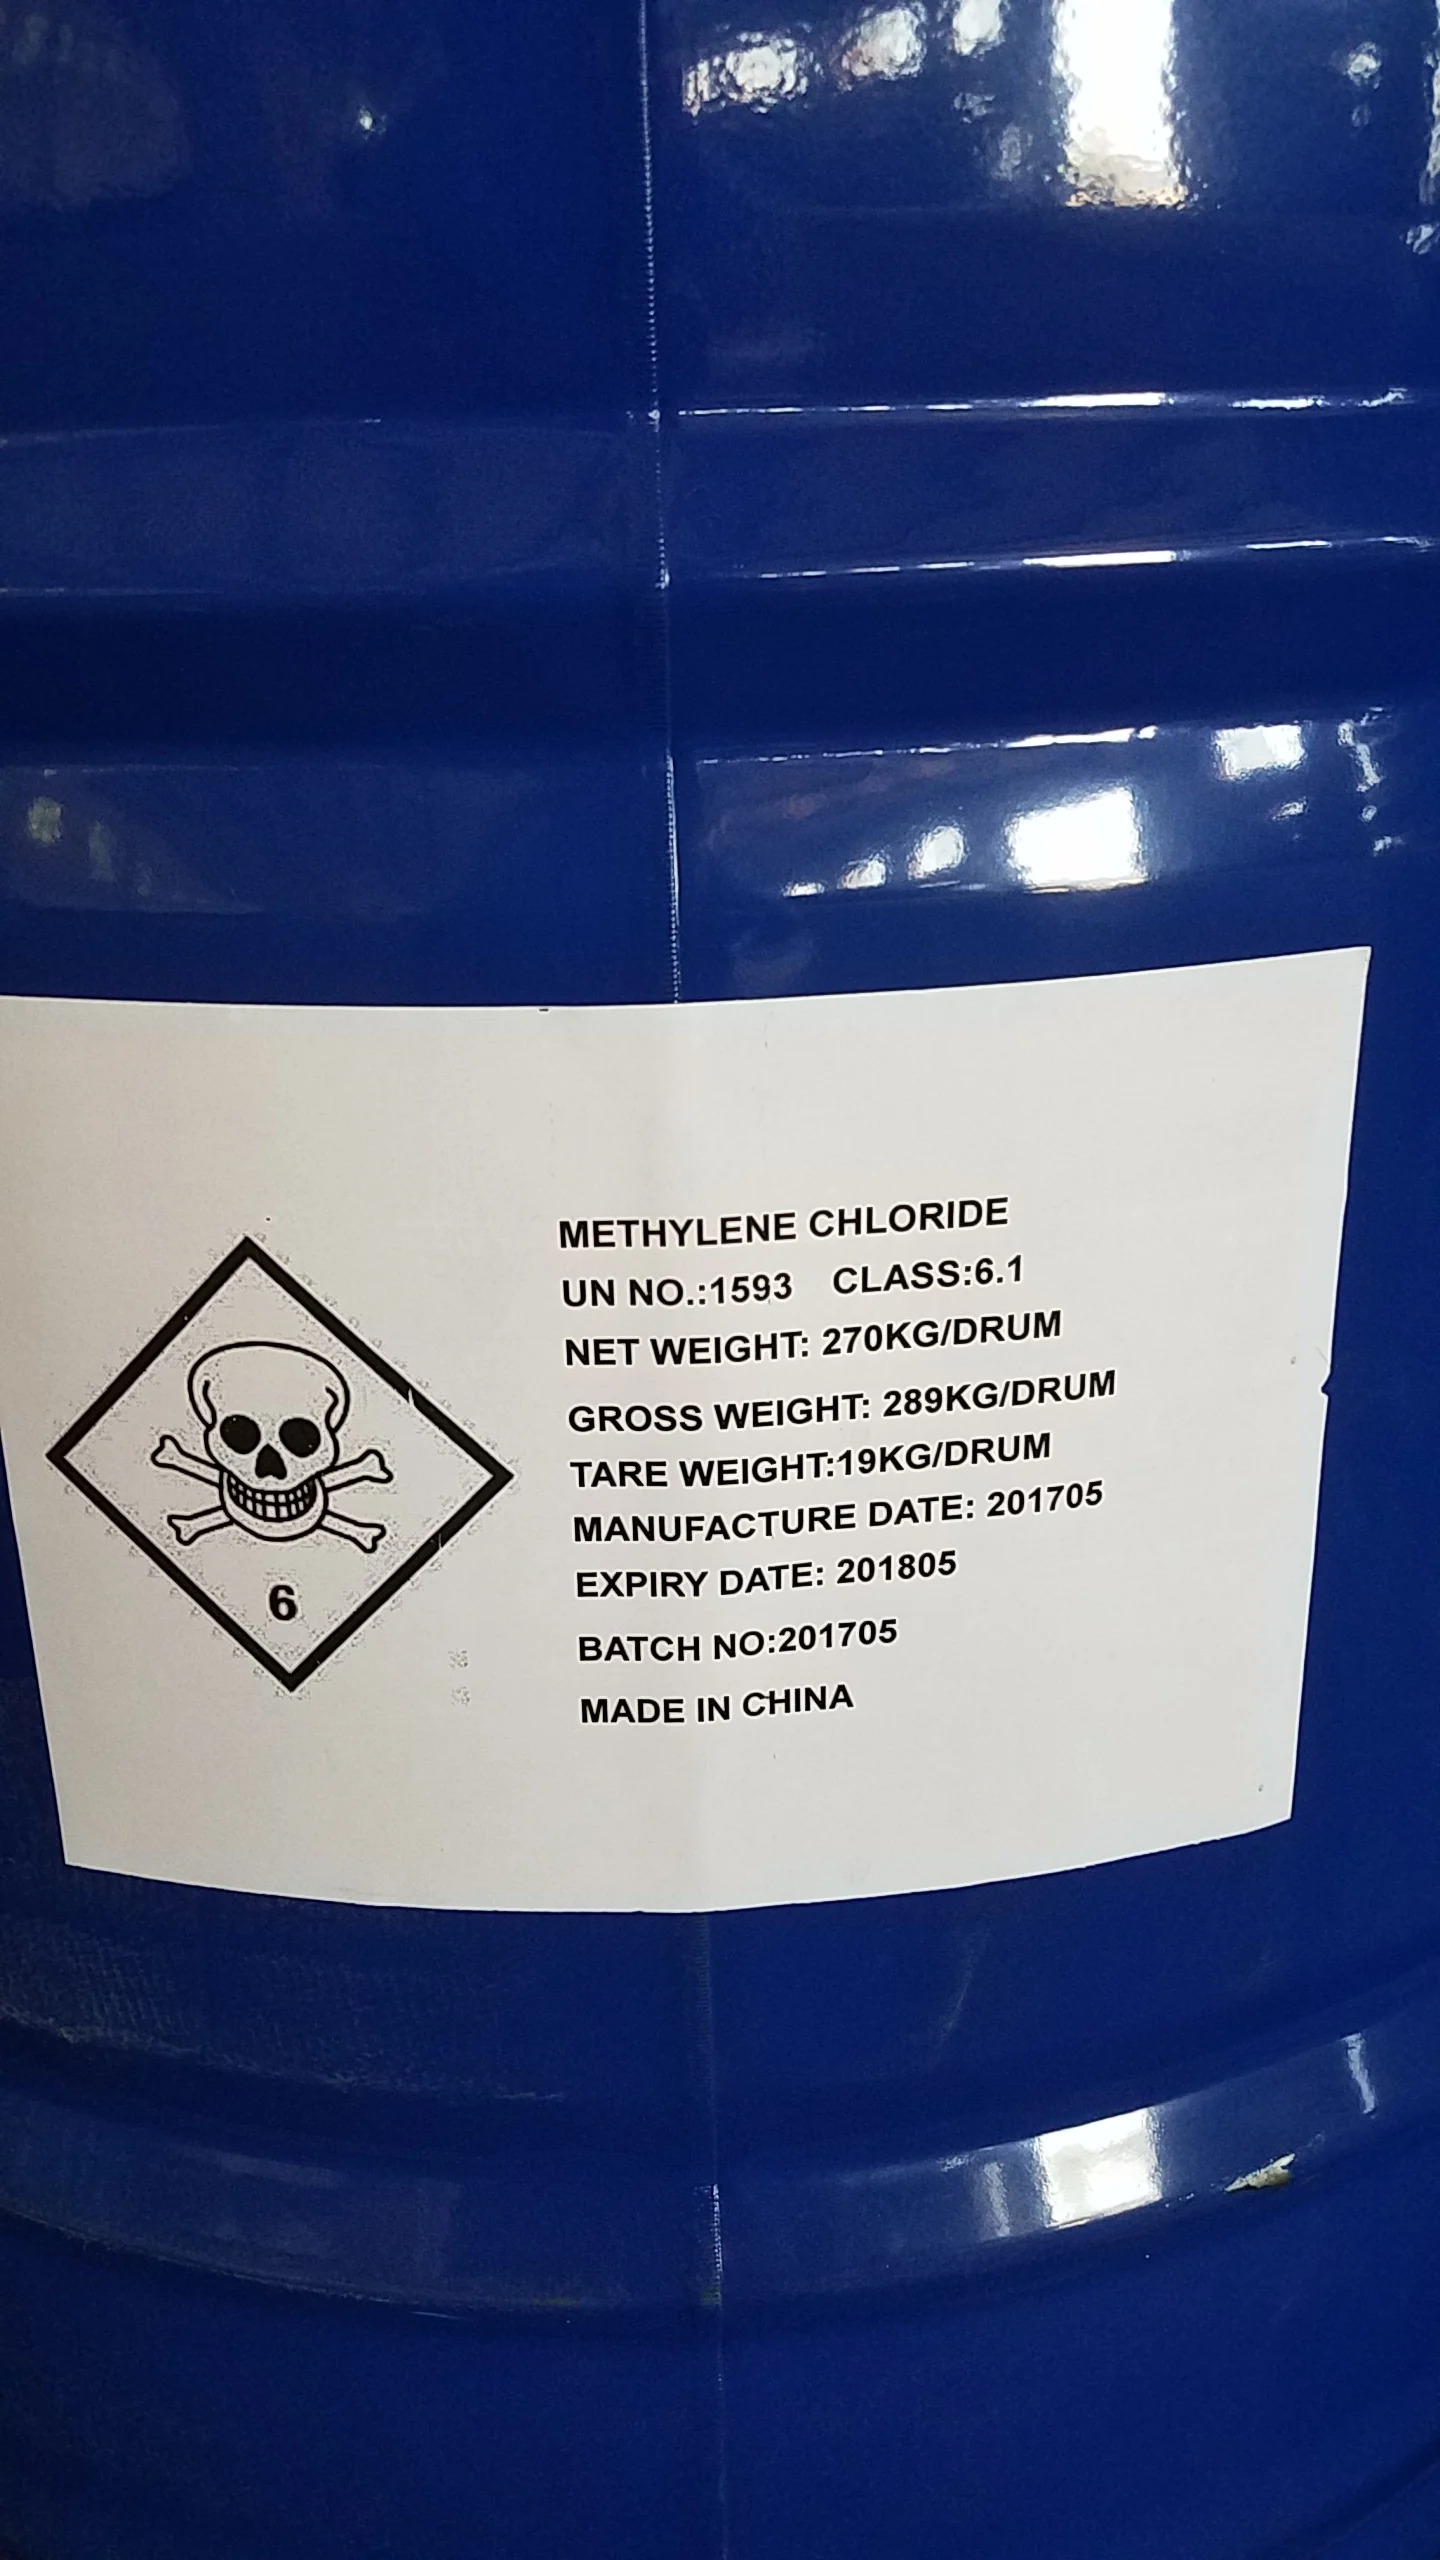 METHYLENE CHLORIDE
UN NO.:1593 CLASS:6.1
NET WEIGHT: 270KG/DRUM
GROSS WEIGHT: 289KG/DRUM
TARE WEIGHT:19KG/DRUM
MANUFACTURE DATE: 201705
EXPIRY DATE: 201805
BATCH NO:201705
MADE IN CHINA
6